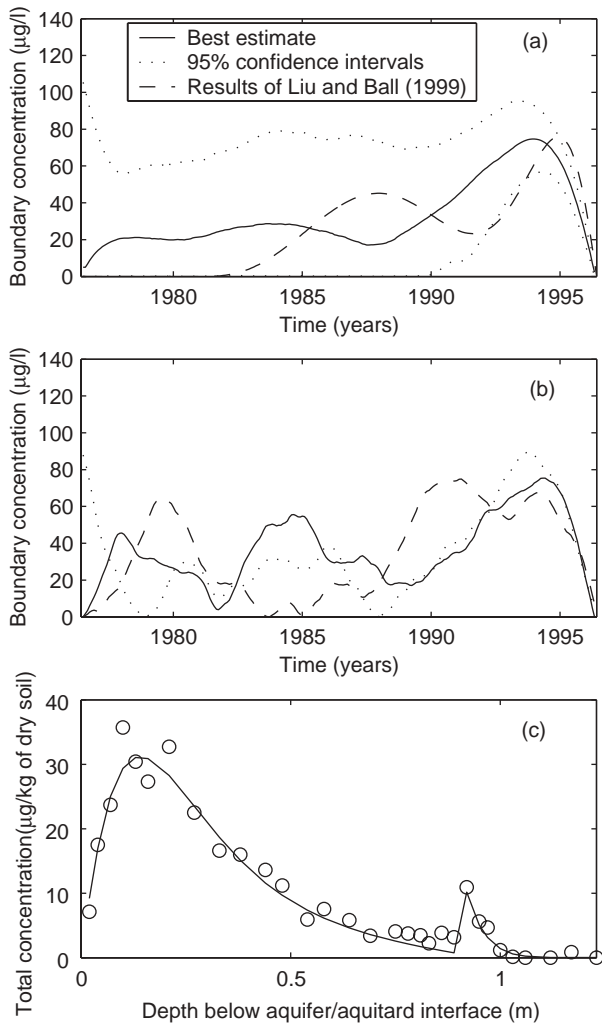 140
120
100
80
60
40
20
0
Boundary concentration (μg/l)
Best estimate
95% confidence intervals
Results of Liu and Ball (1999)
(a)
1980 1985 1990 1995
Time (years)
140
120
100
80
60
40
20
0
Boundary concentration (μg/l)
(b)
1980 1985 1990 1995
Time (years)
40
30
20
10
0
Total concentration(μg/kg of dry soil)
(c)
0 0.5 1
Depth below aquifer/aquitard interface (m)